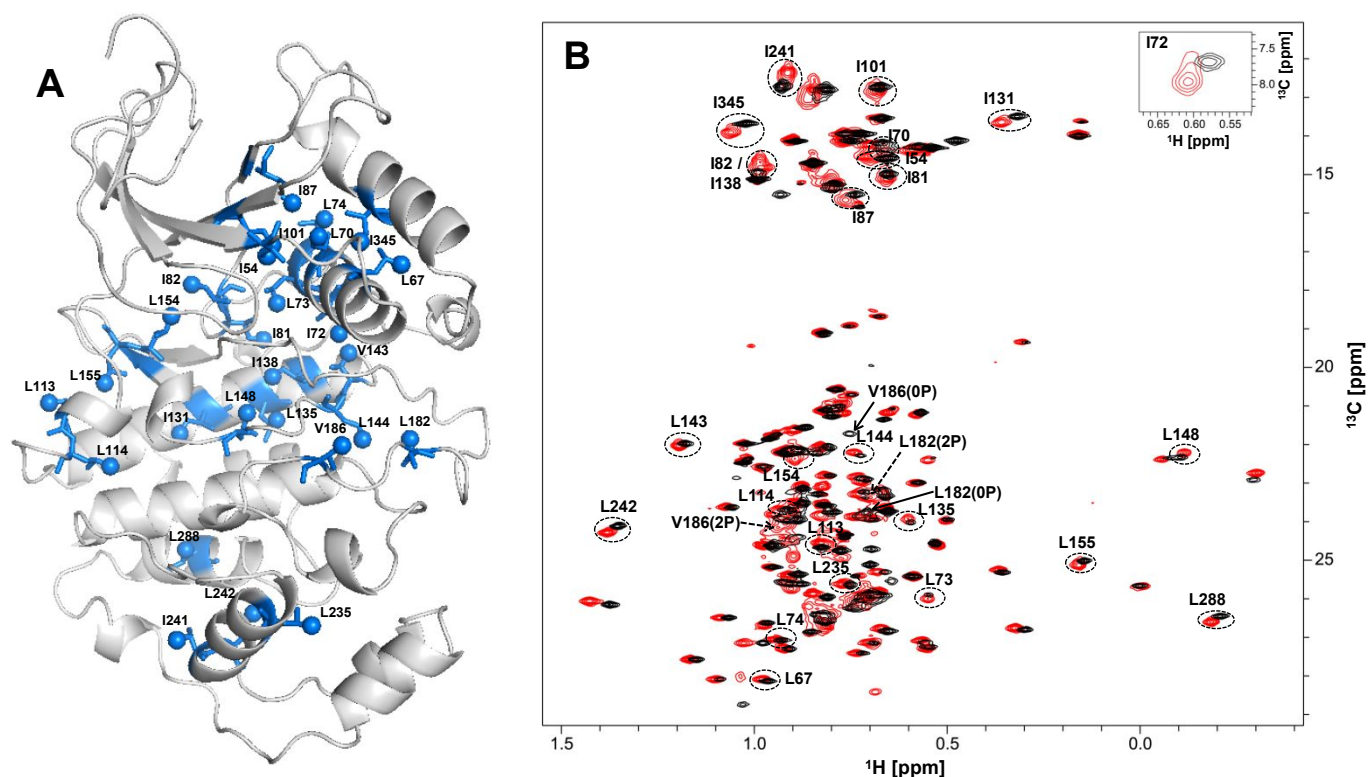 A
I87
L74
I101
L70
I345
I54
L67
I82
L73
L154
I81
I72
V143
I138
L155
L113
L148
I131
L135
L144
L182
V186
L114
L288
L242
L235
I241
B
I241
I101
I345
I131
I70
I54
I82 /
I138
I81
I87
I72
7.5
8.0
13C [ppm]
0.65
0.60
0.55
1H [ppm]
V186(0P)
L143
L144
L182(2P)
L148
L154
L114
L182(0P)
L242
V186(2P)
L113
L135
L155
L235
L73
L288
L74
L67
15
20
25
¹³C [ppm]
1.5
1.0
0.5
0.0
¹H [ppm]